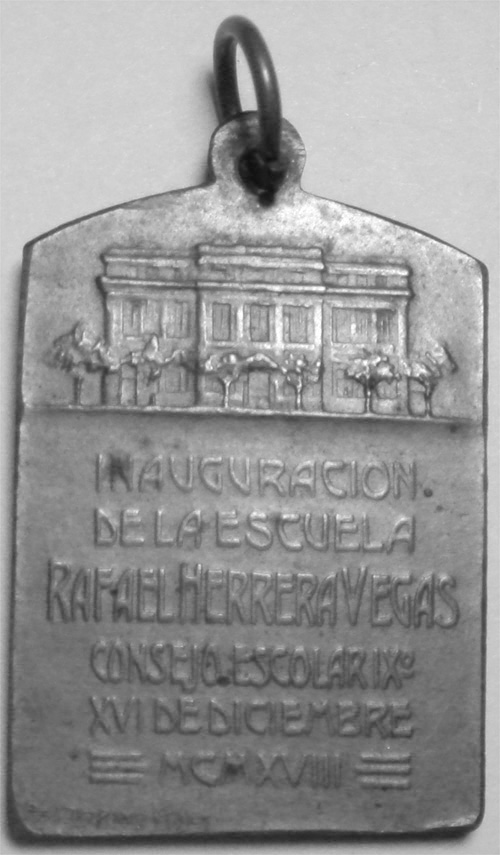 INAUGURACION
DE LA ESCUELA
RAFAEL HERRERA VEGAS
CONSEJO ESCOLAR IXº
XVI DE DICIEMBRE
MCMXVIII